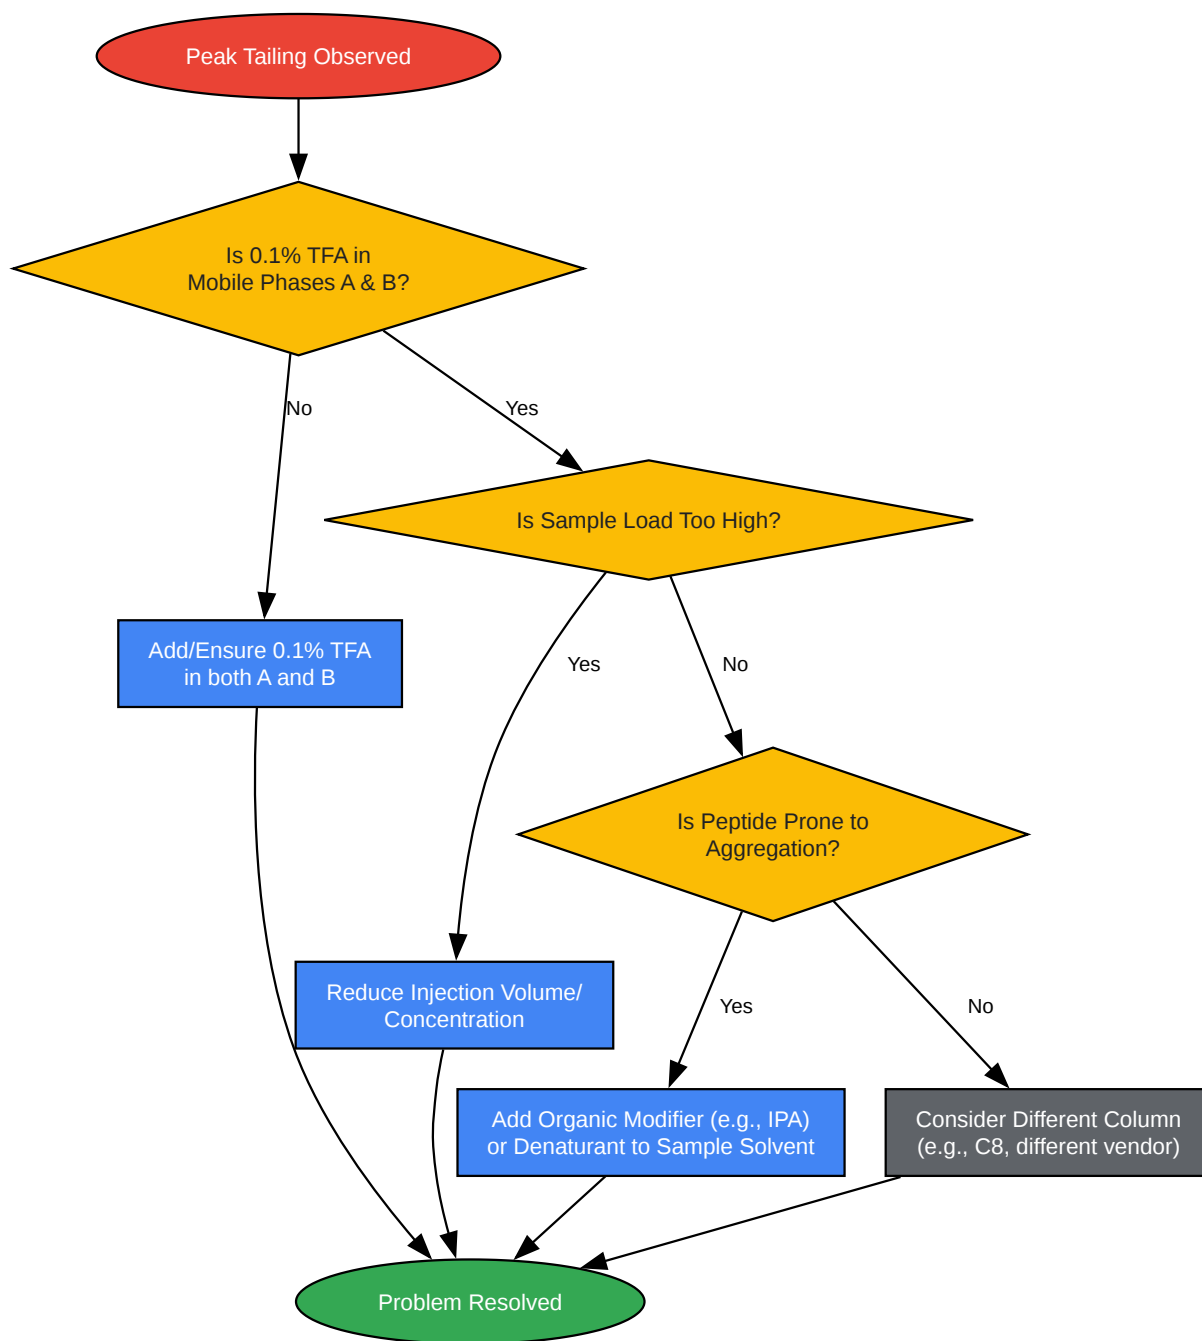 Peak Tailing Observed
Is 0.1% TFA in
Mobile Phases A & B?
No
Yes
Is Sample Load Too High?
Add/Ensure 0.1% TFA
in both A and B
Yes
No
Is Peptide Prone to
Aggregation?
Reduce Injection Volume/
Concentration
Yes
No
Add Organic Modifier (e.g., IPA)
or Denaturant to Sample Solvent
Consider Different Column
(e.g., C8, different vendor)
Problem Resolved